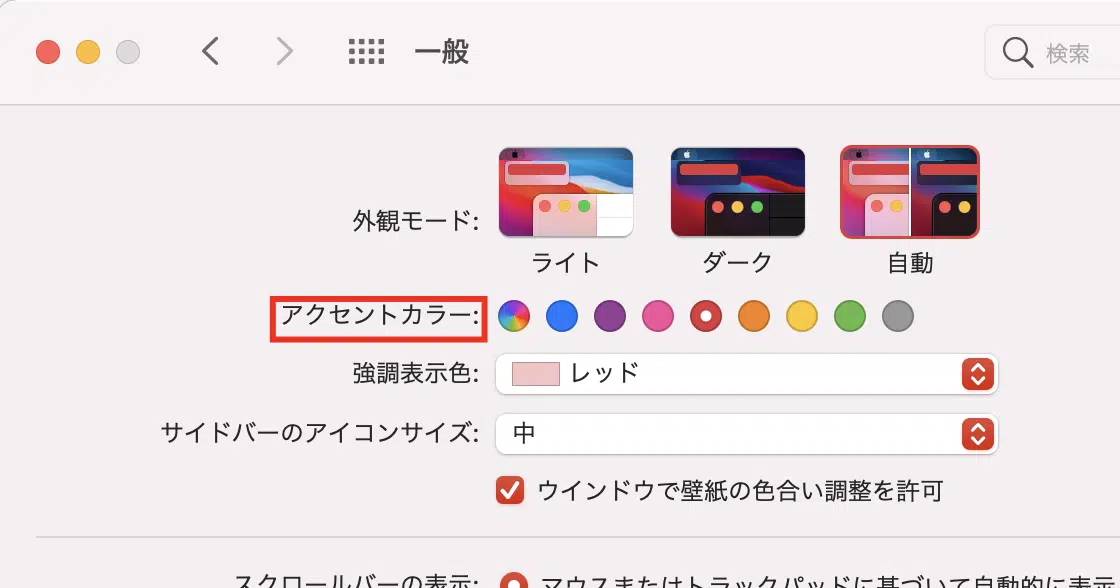 一般
検索
外観モード:
ライト
ダーク
自動
アクセントカラー:
強調表示色:
レッド
サイドバーのアイコンサイズ:
中
ウインドウで壁紙の色合い調整を許可
スクロールバーの表示:
マウスまたはトラックパッドに基づいて自動的に表示